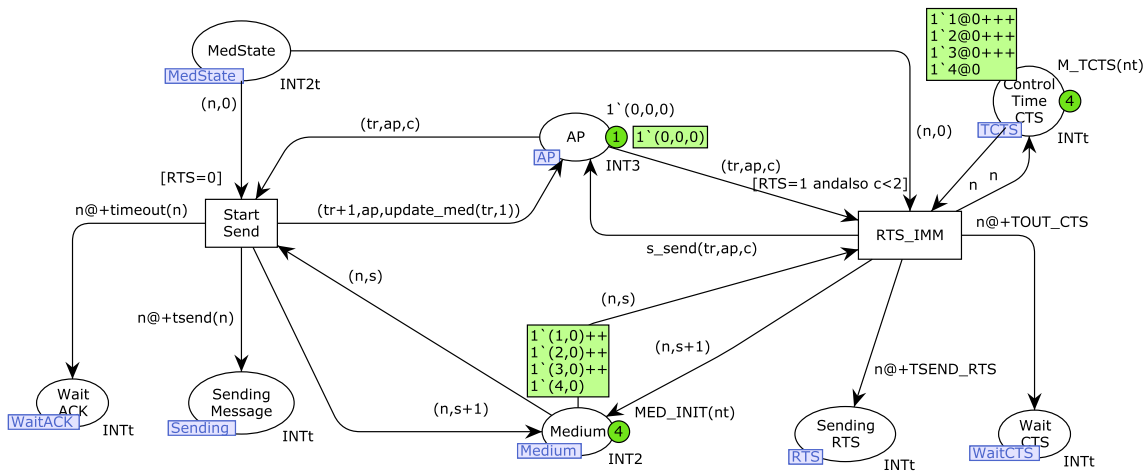 1`1@0+++
1`2@0+++
1`3@0+++
1`4@0
MedState
MedState
INT2t
M_TCTS(nt)
Control
Time
CTS
4
TCTS
INTt
(n,0)
1`(0,0,0)
(tr,ap,c)
AP
1
1`(0,0,0)
AP
INT3
(n,0)
(tr,ap,c)
[RTS=0]
[RTS=1 andalso c<2]
n
n
n@+timeout(n)
Start
Send
(tr+1,ap,update_med(tr,1))
RTS_IMM
n@+TOUT_CTS
s_send(tr,ap,c)
(n,s)
(n,s)
n@+tsend(n)
1`(1,0)++
1`(2,0)++
1`(3,0)++
1`(4,0)
(n,s+1)
n@+TSEND_RTS
Wait
ACK
WaitACK
INTt
Sending
Message
Sending
INTt
(n,s+1)
MED_INIT(nt)
Medium
4
Medium
INT2
Sending
RTS
RTS
INTt
Wait
CTS
WaitCTS
INTt